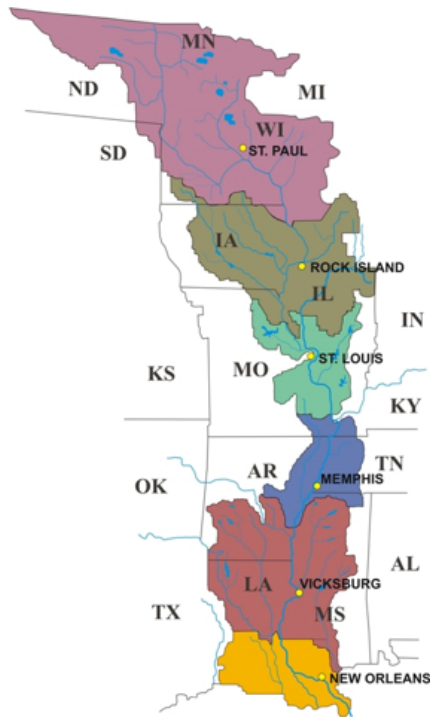 MN
ND
MI
WI
ST. PAUL
SD
IA
ROCK ISLAND
IL
IN
ST. LOUIS
MO
KS
KY
TN
AR
MEMPHIS
OK
AL
LA
VICKSBURG
TX
MS
NEW ORLEANS